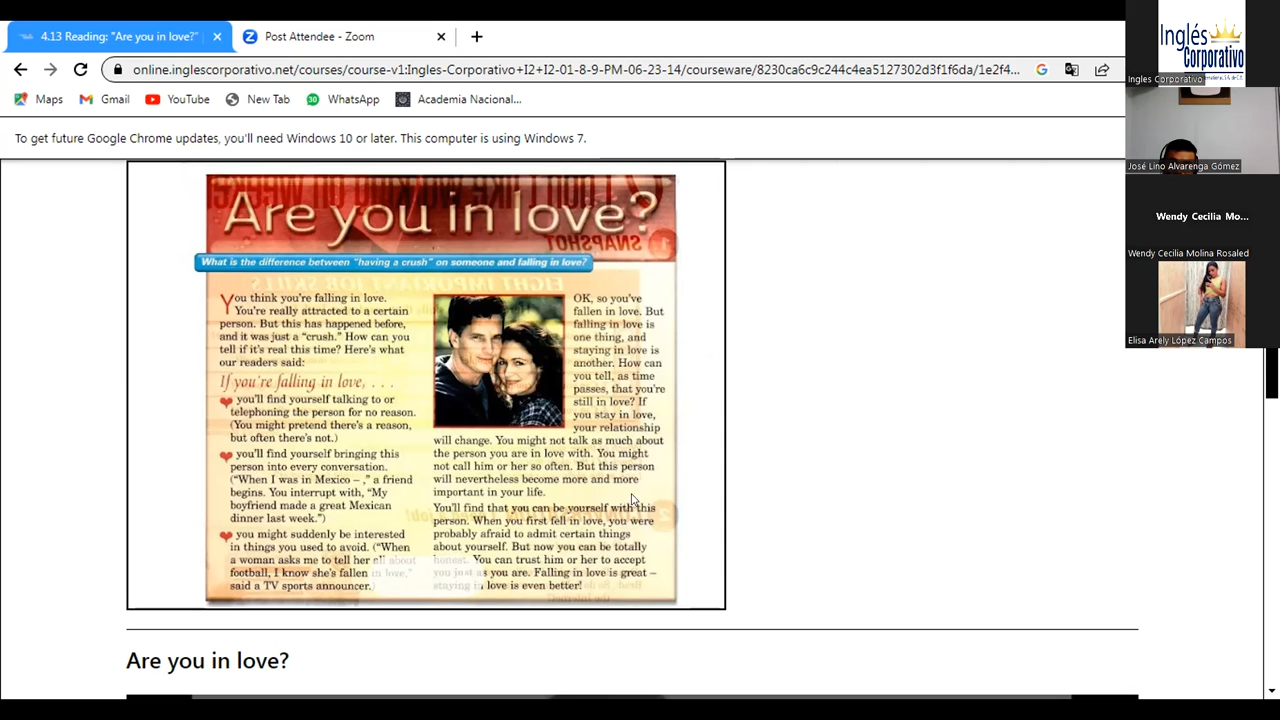 4.13 Reading: "Are you in love?"
Post Attendee - Zoom
online.inglescorporativo.net/courses/course-v1:Ingles-Corporativo+I2+I2-01-8-9-PM-06-23-14/courseware/8230ca6c9c244c4ea5127302d3f1f6da/1e2f4...
Maps
Gmail
YouTube
New Tab
WhatsApp
Academia Nacional...
To get future Google Chrome updates, you'll need Windows 10 or later. This computer is using Windows 7.
Are you in love?
SNAPSHOT
What is the difference between "having a crush" on someone and falling in love?
You think you're falling in love.
You're really attracted to a certain
person. But this has happened before,
and it was just a "crush." How can you
tell if it's real this time? Here's what
our readers said:
If you're falling in love, . . .
you'll find yourself talking to or
telephoning the person for no reason.
(You might pretend there's a reason,
but often there's not.)
you'll find yourself bringing this
person into every conversation.
("When I was in Mexico – ," a friend
begins. You interrupt with, "My
boyfriend made a great Mexican
dinner last week.")
you might suddenly be interested
in things you used to avoid. ("When
a woman asks me to tell her all about
football, I know she's fallen in love,"
said a TV sports announcer.)
OK, so you've
fallen in love. But
falling in love is
one thing, and
staying in love is
another. How can
you tell, as time
passes, that you're
still in love? If
you stay in love,
your relationship
will change. You might not talk as much about
the person you are in love with. You might
not call him or her so often. But this person
will nevertheless become more and more
important in your life.
You'll find that you can be yourself with this
person. When you first fell in love, you were
probably afraid to admit certain things
about yourself. But now you can be totally
honest. You can trust him or her to accept
you just as you are. Falling in love is great –
staying in love is even better!
Are you in love?
Inglés
Corporativo
Ingles Corporativo
José Lino Alvarenga Gómez
Wendy Cecilia Mo...
Wendy Cecilia Molina Rosaled
Elisa Arely López Campos